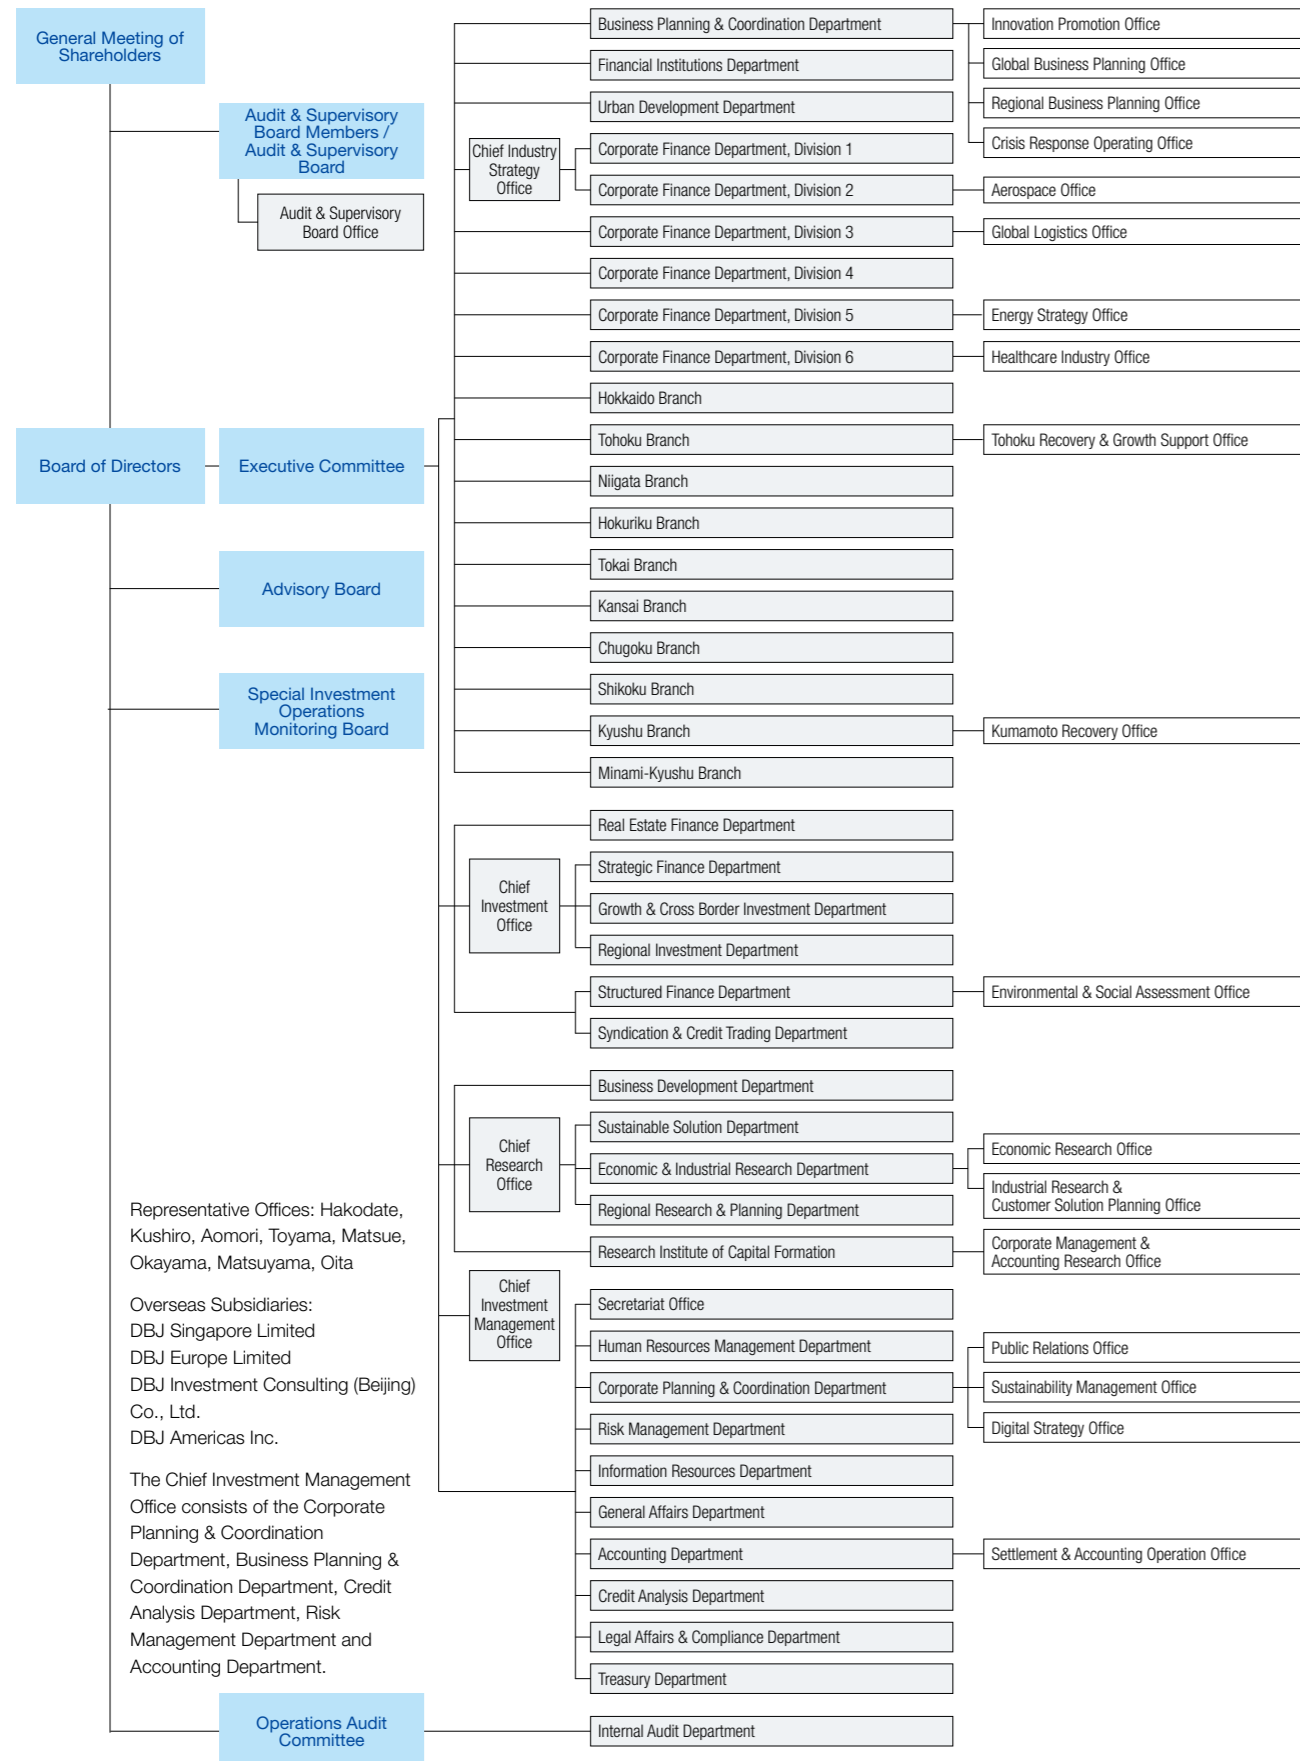 General Meeting of
Shareholders
Audit & Supervisory
Board Members /
Audit & Supervisory
Board
Audit & Supervisory
Board Office
Board of Directors
Executive Committee
Advisory Board
Special Investment
Operations
Monitoring Board
Business Planning & Coordination Department
Innovation Promotion Office
Global Business Planning Office
Regional Business Planning Office
Crisis Response Operating Office
Financial Institutions Department
Urban Development Department
Chief Industry
Strategy
Office
Corporate Finance Department, Division 1
Corporate Finance Department, Division 2
Aerospace Office
Corporate Finance Department, Division 3
Global Logistics Office
Corporate Finance Department, Division 4
Corporate Finance Department, Division 5
Energy Strategy Office
Corporate Finance Department, Division 6
Healthcare Industry Office
Hokkaido Branch
Tohoku Branch
Tohoku Recovery & Growth Support Office
Niigata Branch
Hokuriku Branch
Tokai Branch
Kansai Branch
Chugoku Branch
Shikoku Branch
Kyushu Branch
Kumamoto Recovery Office
Minami-Kyushu Branch
Real Estate Finance Department
Chief
Investment
Office
Strategic Finance Department
Growth & Cross Border Investment Department
Regional Investment Department
Structured Finance Department
Environmental & Social Assessment Office
Syndication & Credit Trading Department
Business Development Department
Chief
Research
Office
Sustainable Solution Department
Economic & Industrial Research Department
Economic Research Office
Industrial Research &
Customer Solution Planning Office
Regional Research & Planning Department
Research Institute of Capital Formation
Corporate Management &
Accounting Research Office
Chief
Investment
Management
Office
Secretariat Office
Human Resources Management Department
Corporate Planning & Coordination Department
Public Relations Office
Sustainability Management Office
Digital Strategy Office
Risk Management Department
Information Resources Department
General Affairs Department
Accounting Department
Settlement & Accounting Operation Office
Credit Analysis Department
Legal Affairs & Compliance Department
Treasury Department
Representative Offices: Hakodate,
Kushiro, Aomori, Toyama, Matsue,
Okayama, Matsuyama, Oita
Overseas Subsidiaries:
DBJ Singapore Limited
DBJ Europe Limited
DBJ Investment Consulting (Beijing)
Co., Ltd.
DBJ Americas Inc.
The Chief Investment Management
Office consists of the Corporate
Planning & Coordination
Department, Business Planning &
Coordination Department, Credit
Analysis Department, Risk
Management Department and
Accounting Department.
Operations Audit
Committee
Internal Audit Department